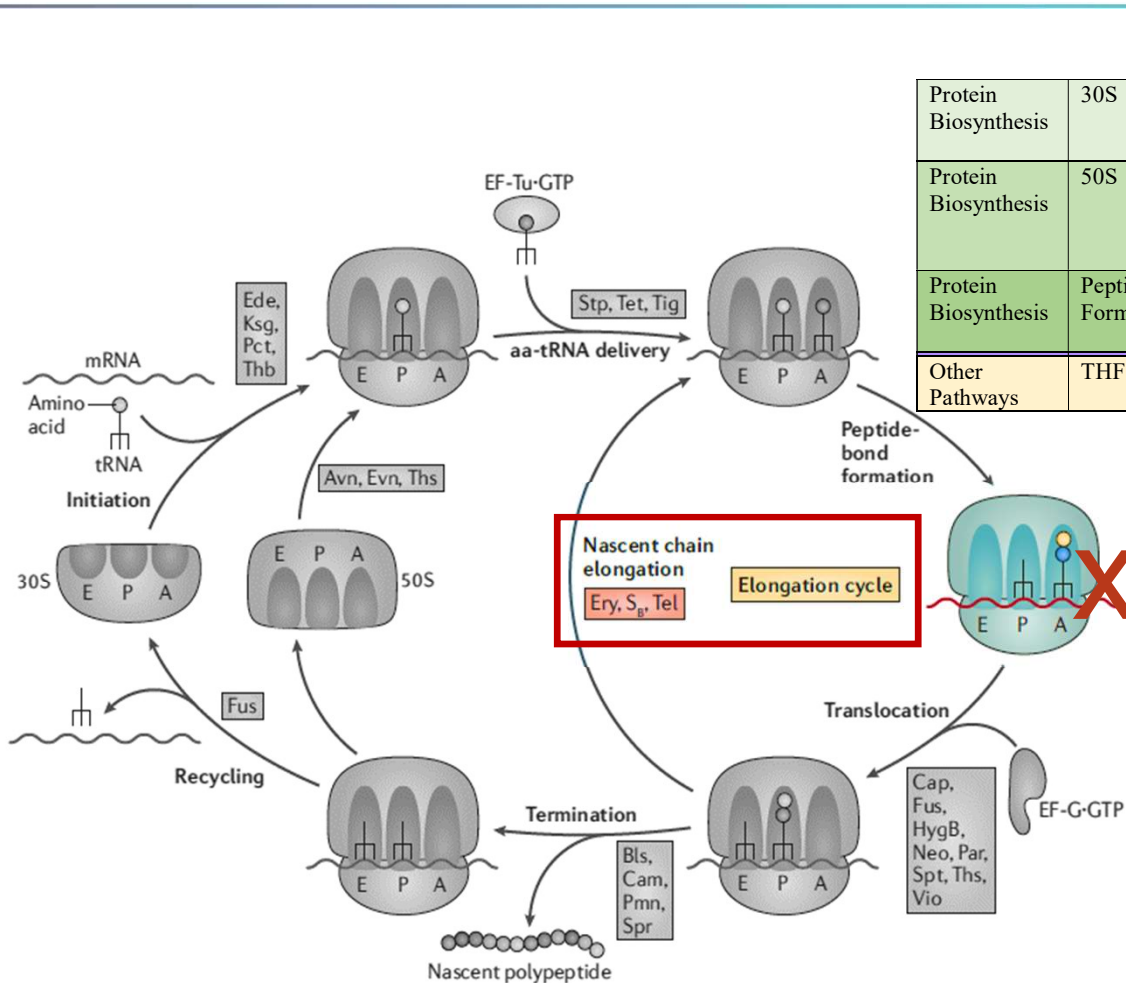 Protein
Biosynthesis
30S
Protein
Biosynthesis
50S
Protein
Biosynthesis
Pepti
Form
Other
Pathways
THF
EF-Tu·GTP
Ede,
Ksg,
Pct,
Thb
Stp, Tet, Tig
aa-tRNA delivery
mRNA
Amino
acid
tRNA
Initiation
E P A
E P A
Peptide-
bond
formation
Avn, Evn, Ths
30S
E P A
E P A
50S
Nascent chain
elongation
Ery, SB, Tel
Elongation cycle
E P A
X
Fus
Recycling
Translocation
Termination
Cap,
Fus,
HygB,
Neo, Par,
Spt, Ths,
Vio
EF-G·GTP
E P A
Bls,
Cam,
Pmn,
Spr
E P A
Nascent polypeptide